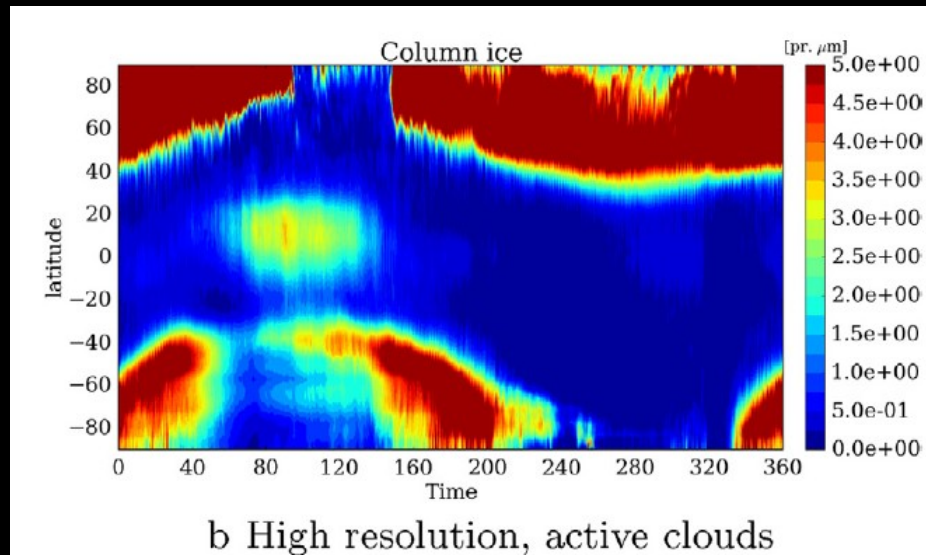 Column ice
[pr. μm]
80
60
40
20
0
−20
−40
−60
−80
latitude
0 40 80 120 160 200 240 280 320 360
Time
5.0e+00
4.5e+00
4.0e+00
3.5e+00
3.0e+00
2.5e+00
2.0e+00
1.5e+00
1.0e+00
5.0e-01
0.0e+00
b High resolution, active clouds